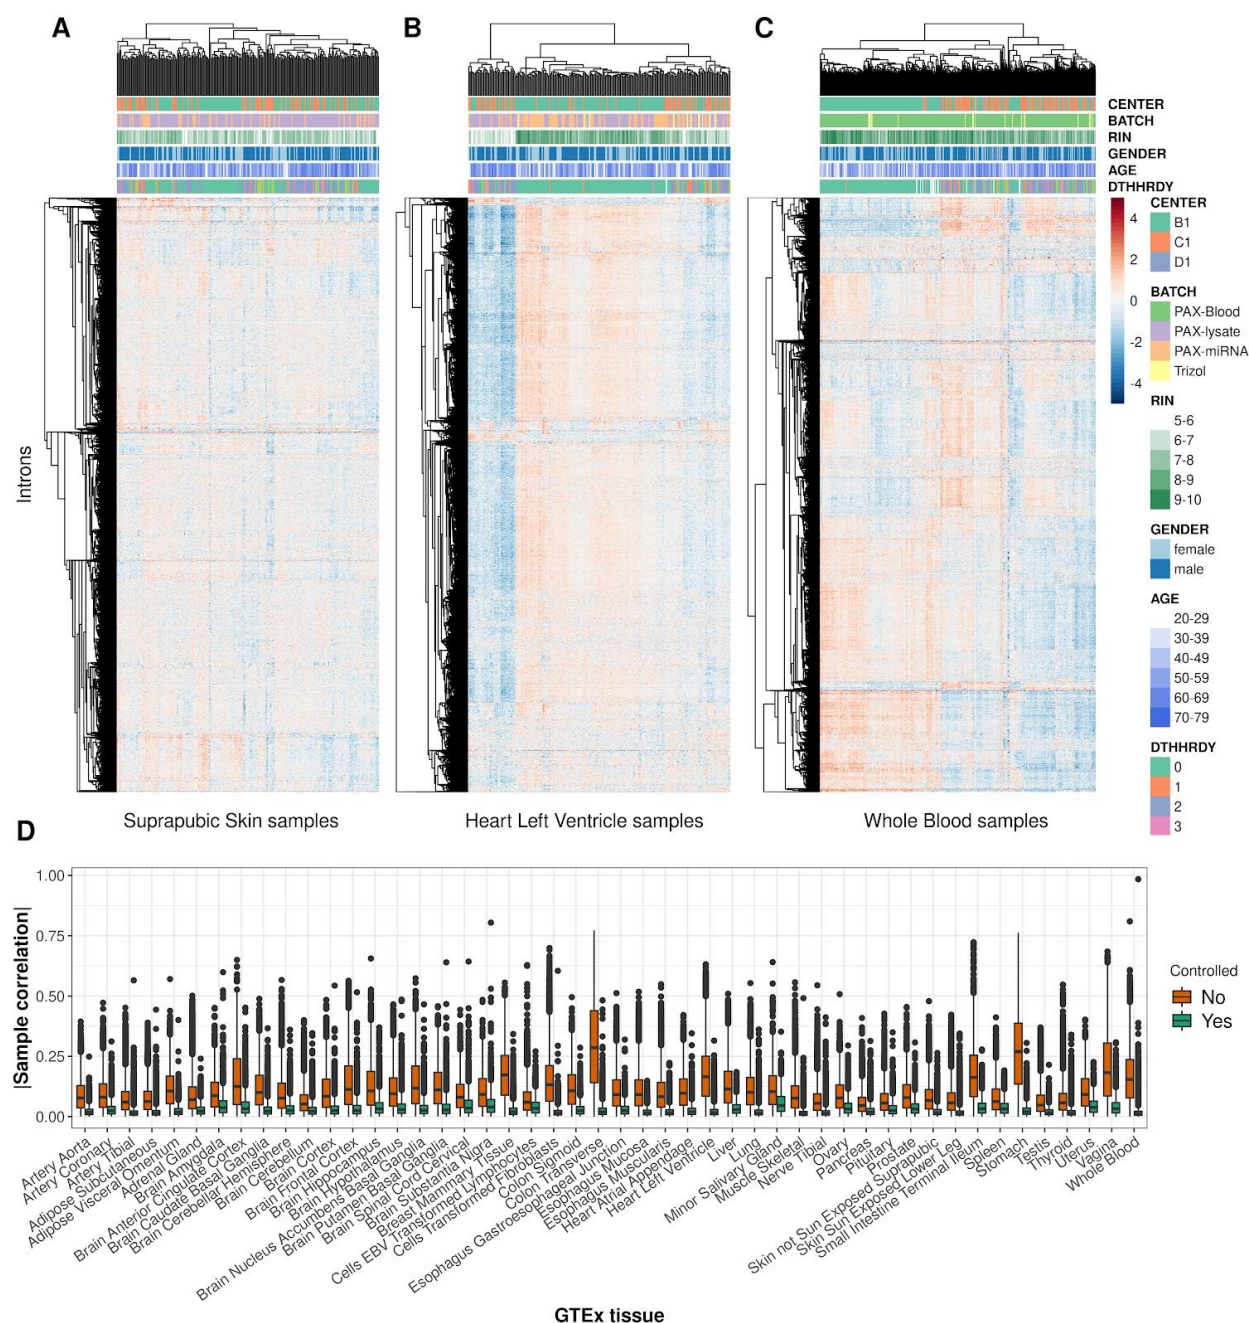 A
B
C
CENTER
BATCH
RIN
GENDER
AGE
DTHHRDY
CENTER
B1
C1
D1
BATCH
PAX-Blood
PAX-lysate
PAX-miRNA
Trizol
RIN
5-6
6-7
7-8
8-9
9-10
GENDER
female
male
AGE
20-29
30-39
40-49
50-59
60-69
70-79
DTHHRDY
0
1
2
3
4
2
0
-2
-4
Introns
Suprapubic Skin samples
Heart Left Ventricle samples
Whole Blood samples
D
1.00
0.75
0.50
0.25
0.00
|Sample correlation|
Controlled
No
Yes
Artery Aorta
Artery Coronary
Artery Tibial
Adipose Subcutaneous
Adipose Visceral Omentum
Adrenal Gland
Brain Amygdala
Brain Anterior Cingulate Cortex
Brain Caudate Basal Ganglia
Brain Cerebellar Hemisphere
Brain Cerebellum
Brain Cortex
Brain Frontal Cortex
Brain Hippocampus
Brain Hypothalamus
Brain Nucleus Accumbens Basal Ganglia
Brain Putamen Basal Ganglia
Brain Spinal Cord Cervical
Brain Substantia Nigra
Breast Mammary Tissue
Cells EBV Transformed Lymphocytes
Cells Transformed Fibroblasts
Colon Sigmoid
Colon Transverse
Esophagus Gastroesophageal Junction
Esophagus Mucosa
Esophagus Muscularis
Heart Atrial Appendage
Heart Left Ventricle
Liver
Lung
Minor Salivary Gland
Muscle Skeletal
Nerve Tibial
Ovary
Pancreas
Pituitary
Prostate
Skin not Sun Exposed Suprapubic
Skin Sun Exposed Lower Leg
Small Intestine Terminal Ileum
Spleen
Stomach
Testis
Thyroid
Uterus
Vagina
Whole Blood
GTEx tissue